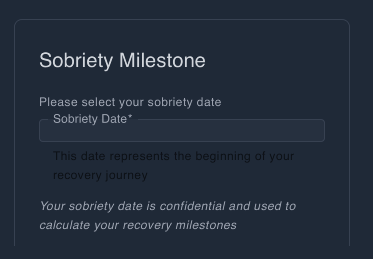 Sobriety Milestone
Please select your sobriety date
Sobriety Date*
This date represents the beginning of your
recovery journey
Your sobriety date is confidential and used to
calculate your recovery milestones